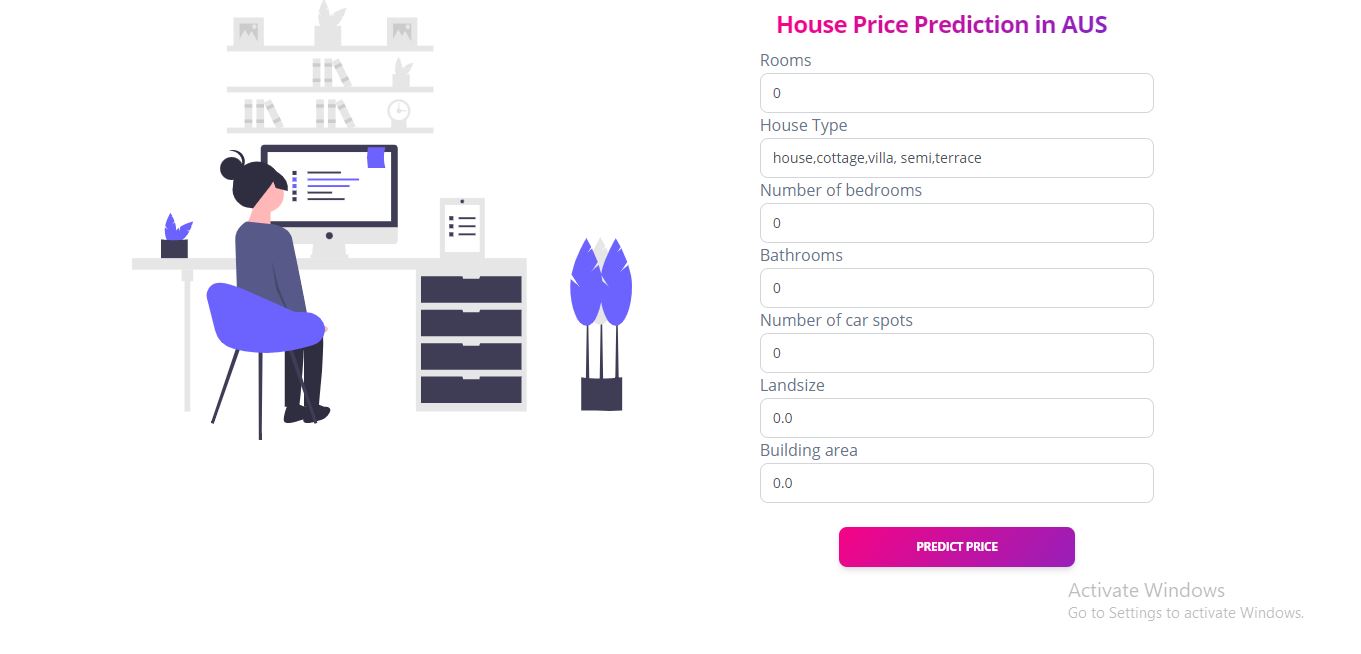 House Price Prediction in AUS
Rooms
0
House Type
house,cottage,villa, semi,terrace
Number of bedrooms
0
Bathrooms
0
Number of car spots
0
Landsize
0.0
Building area
0.0
PREDICT PRICE
Activate Windows
Go to Settings to activate Windows.